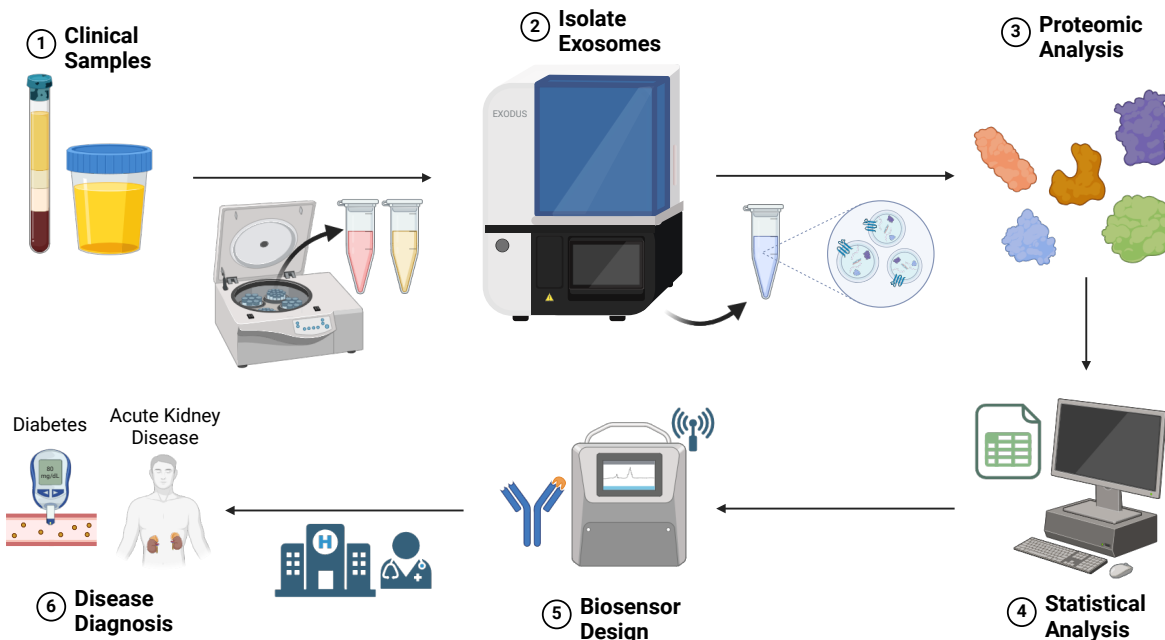 1 Clinical
Samples
2 Isolate
Exosomes
3 Proteomic
Analysis
EXODUS
Diabetes
Acute Kidney
Disease
80
mg/dL
H
6 Disease
Diagnosis
5 Biosensor
Design
4 Statistical
Analysis